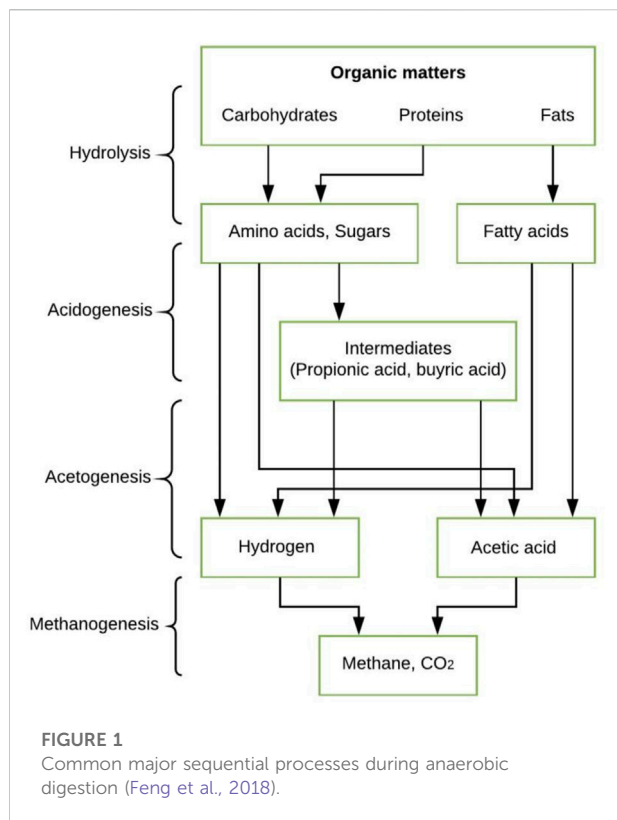 Organic matters
Carbohydrates Proteins Fats
Hydrolysis
Amino acids, Sugars Fatty acids
Acidogenesis
Intermediates
(Propionic acid, buyric acid)
Acetogenesis
Hydrogen Acetic acid
Methanogenesis
Methane, CO₂
FIGURE 1
Common major sequential processes during anaerobic
digestion (Feng et al., 2018).